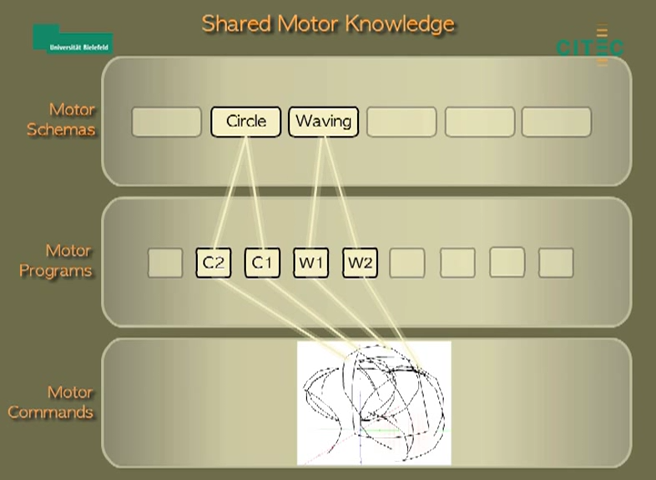 Shared Motor Knowledge
Universität Bielefeld
CITEC
Motor
Schemas
Circle
Waving
Motor
Programs
C2
C1
W1
W2
Motor
Commands